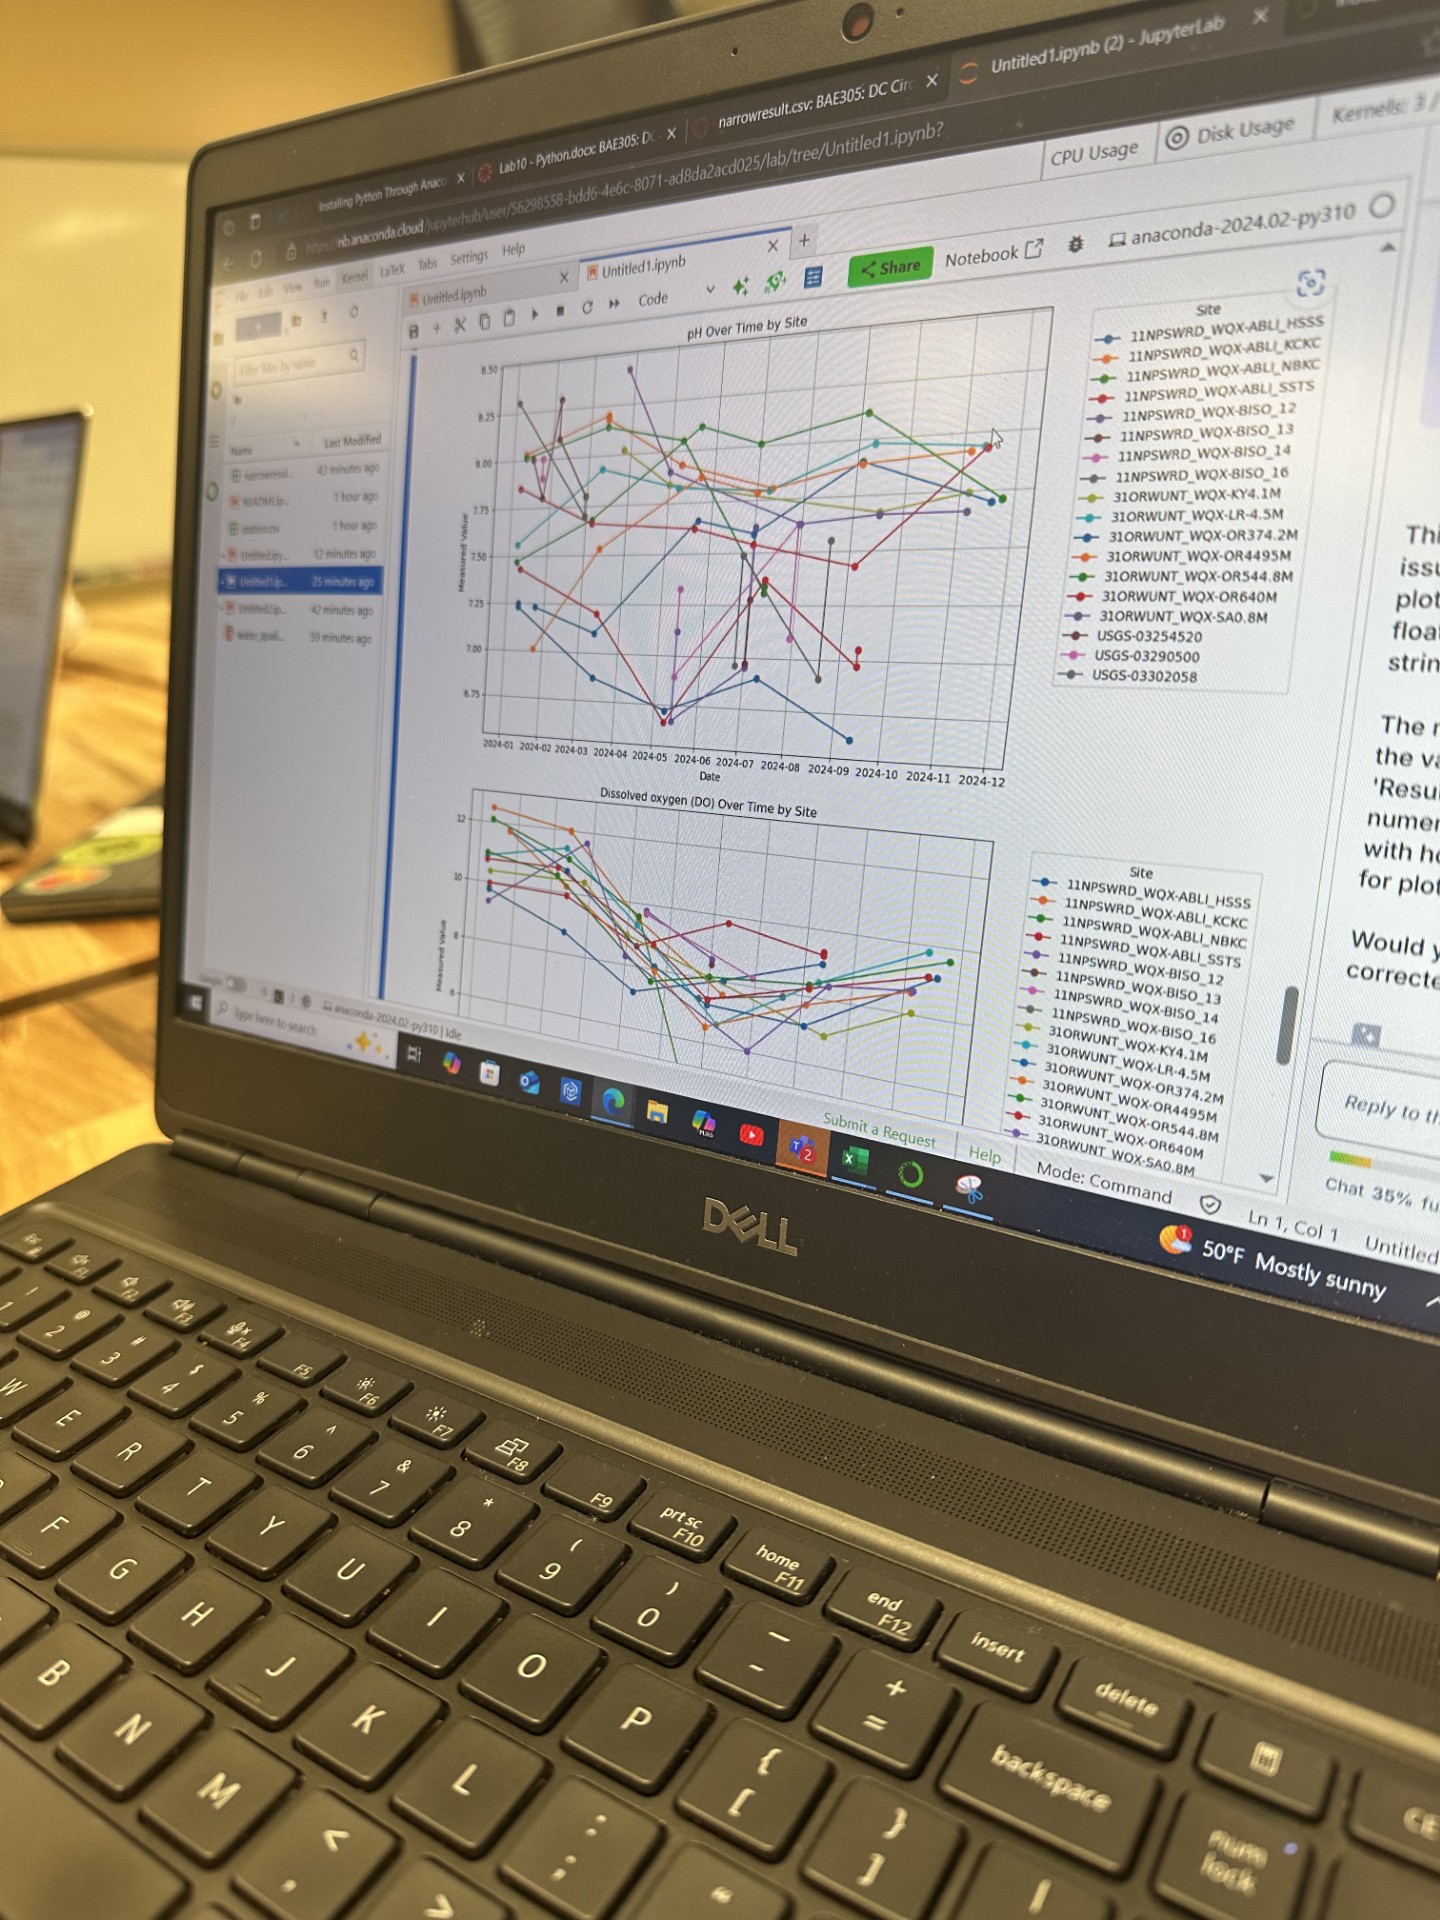 Installing Python Through Anaco
Lab10 - Python.docx: BAE305: DC
narrowresult.csv: BAE305: DC Circ
Untitled1.ipynb (2) - JupyterLab
https://nb.anaconda.cloud/jupyterhub/user/56298558-bdd6-4e6c-8071-ad8da2acd025/lab/tree/Untitled1.ipynb?
CPU Usage
Disk Usage
Kernells: 3 /
File Edit View Run Kernel LaTeX Tabs Settings Help
Untitled.ipynb
Untitled1.ipynb
Code
Share
Notebook
anaconda-2024.02-py310
Filter files by name
Name
Last Modified
narrowresul...
43 minutes ago
README.ip...
1 hour ago
station.csv
1 hour ago
Untitled.ipy...
12 minutes ago
Untitled1.ip...
25 minutes ago
Untitled2.ip...
42 minutes ago
59 minutes ago
pH Over Time by Site
Measured Value
8.50
8.25
8.00
7.75
7.50
7.25
7.00
6.75
2024-01 2024-02 2024-03 2024-04 2024-05 2024-06 2024-07 2024-08 2024-09 2024-10 2024-11 2024-12
Date
Site
11NPSWRD_WQX-ABLI_HSSS
11NPSWRD_WQX-ABLI_KCKC
11NPSWRD_WQX-ABLI_NBKC
11NPSWRD_WQX-ABLI_SSTS
11NPSWRD_WQX-BISO_12
11NPSWRD_WQX-BISO_13
11NPSWRD_WQX-BISO_14
11NPSWRD_WQX-BISO_16
31ORWUNT_WQX-KY4.1M
31ORWUNT_WQX-LR-4.5M
31ORWUNT_WQX-OR374.2M
31ORWUNT_WQX-OR4495M
31ORWUNT_WQX-OR544.8M
31ORWUNT_WQX-OR640M
31ORWUNT_WQX-SA0.8M
USGS-03254520
USGS-03290500
USGS-03302058
Dissolved oxygen (DO) Over Time by Site
Measured Value
12
10
8
6
Site
11NPSWRD_WQX-ABLI_HSSS
11NPSWRD_WQX-ABLI_KCKC
11NPSWRD_WQX-ABLI_NBKC
11NPSWRD_WQX-ABLI_SSTS
11NPSWRD_WQX-BISO_12
11NPSWRD_WQX-BISO_13
11NPSWRD_WQX-BISO_14
11NPSWRD_WQX-BISO_16
31ORWUNT_WQX-KY4.1M
31ORWUNT_WQX-LR-4.5M
31ORWUNT_WQX-OR374.2M
31ORWUNT_WQX-OR4495M
31ORWUNT_WQX-OR544.8M
31ORWUNT_WQX-OR640M
31ORWUNT_WQX-SA0.8M
Thi
issu
plot
floa
strin
The r
the va
'Resu
numer
with ho
for plot
Would y
correcte
Reply to th
Chat 35% fu
anaconda-2024.02-py310 | Idle
Submit a Request
Help
Mode: Command
Ln 1, Col 1
Untitled
Type here to search
M365
2
1
50°F Mostly sunny
DELL
Esc F1 F2 F3 F4 F5 F6 F7 F8 F9 prt sc F10 home F11 end F12 insert delete
! 1 @ 2 # 3 $ 4 % 5 ^ 6 & 7 * 8 ( 9 ) 0 _ - + = backspace num lock
W E R T Y U I O P { [ } ] |
F G H J K L : ; "
B N M < , >
CE